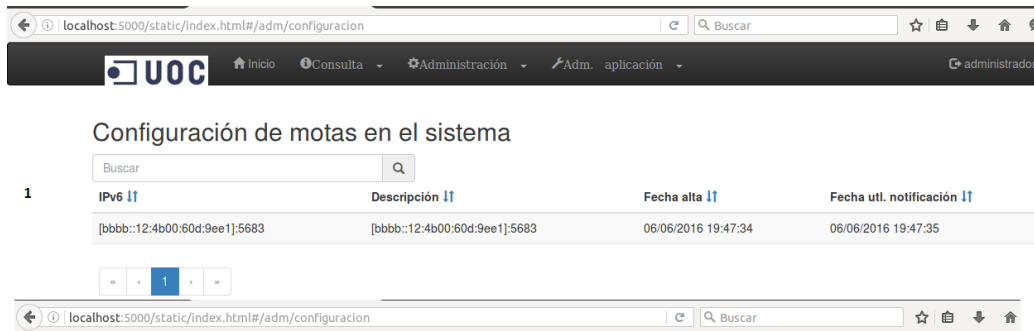 localhost:5000/static/index.html#/adm/configuracion Buscar
UOC Inicio Consulta Administración Adm. aplicación administrador
Configuración de motas en el sistema
Buscar
1
IPv6 Descripción Fecha alta Fecha utl. notificación
[bbbb::12:4b00:60d:9ee1]:5683 [bbbb::12:4b00:60d:9ee1]:5683 06/06/2016 19:47:34 06/06/2016 19:47:35
« ‹ 1 › »
localhost:5000/static/index.html#/adm/configuracion Buscar